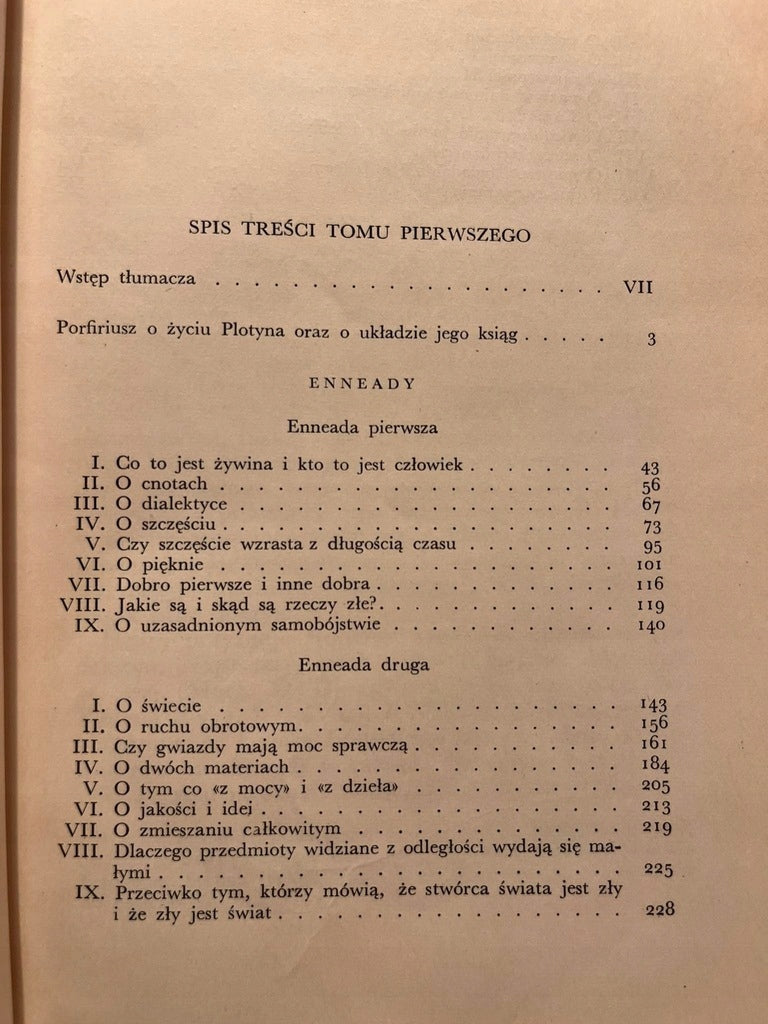 SPIS TREŚCI TOMU PIERWSZEGO
Wstęp tłumacza . . . . . . . . . . . . . . . . . . . . VII
Porfiriusz o życiu Plotyna oraz o układzie jego ksiąg . . . . . 3
ENNEADY
Enneada pierwsza
I. Co to jest żywina i kto to jest człowiek . . . . . . . . 43
II. O cnotach . . . . . . . . . . . . . . . . . 56
III. O dialektyce . . . . . . . . . . . . . . . . 67
IV. O szczęściu . . . . . . . . . . . . . . . . . 73
V. Czy szczęście wzrasta z długością czasu . . . . . . . . 95
VI. O pięknie . . . . . . . . . . . . . . . . . 101
VII. Dobro pierwsze i inne dobra . . . . . . . . . . . 116
VIII. Jakie są i skąd są rzeczy złe? . . . . . . . . . . . 119
IX. O uzasadnionym samobójstwie . . . . . . . . . . . 140
Enneada druga
I. O świecie . . . . . . . . . . . . . . . . . 143
II. O ruchu obrotowym . . . . . . . . . . . . . . 156
III. Czy gwiazdy mają moc sprawczą . . . . . . . . . . 161
IV. O dwóch materiach . . . . . . . . . . . . . . 184
V. O tym co «z mocy» i «z dzieła» . . . . . . . . . . 205
VI. O jakości i idei . . . . . . . . . . . . . . . 213
VII. O zmieszaniu całkowitym . . . . . . . . . . . . 219
VIII. Dlaczego przedmioty widziane z odległości wydają się ma-
łymi . . . . . . . . . . . . . . . . . . . 225
IX. Przeciwko tym, którzy mówią, że stwórca świata jest zły
i że zły jest świat . . . . . . . . . . . . . . . 228